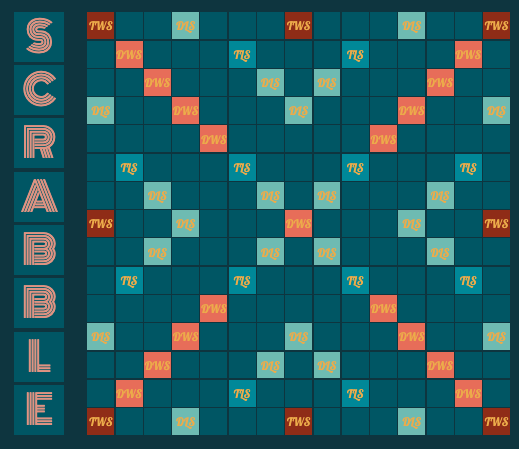 S
C
R
A
B
B
L
E
TWS DLS TWS DLS TWS
DWS TLS TLS DWS
DWS DLS DLS DWS
DLS DWS DLS DWS DLS
DWS DWS
TLS TLS TLS TLS
DLS DLS DLS DLS
TWS DLS DWS DLS TWS
DLS DLS DLS DLS
TLS TLS TLS TLS
DWS DWS
DLS DWS DLS DWS DLS
DWS DLS DLS DWS
DWS TLS TLS DWS
TWS DLS TWS DLS TWS